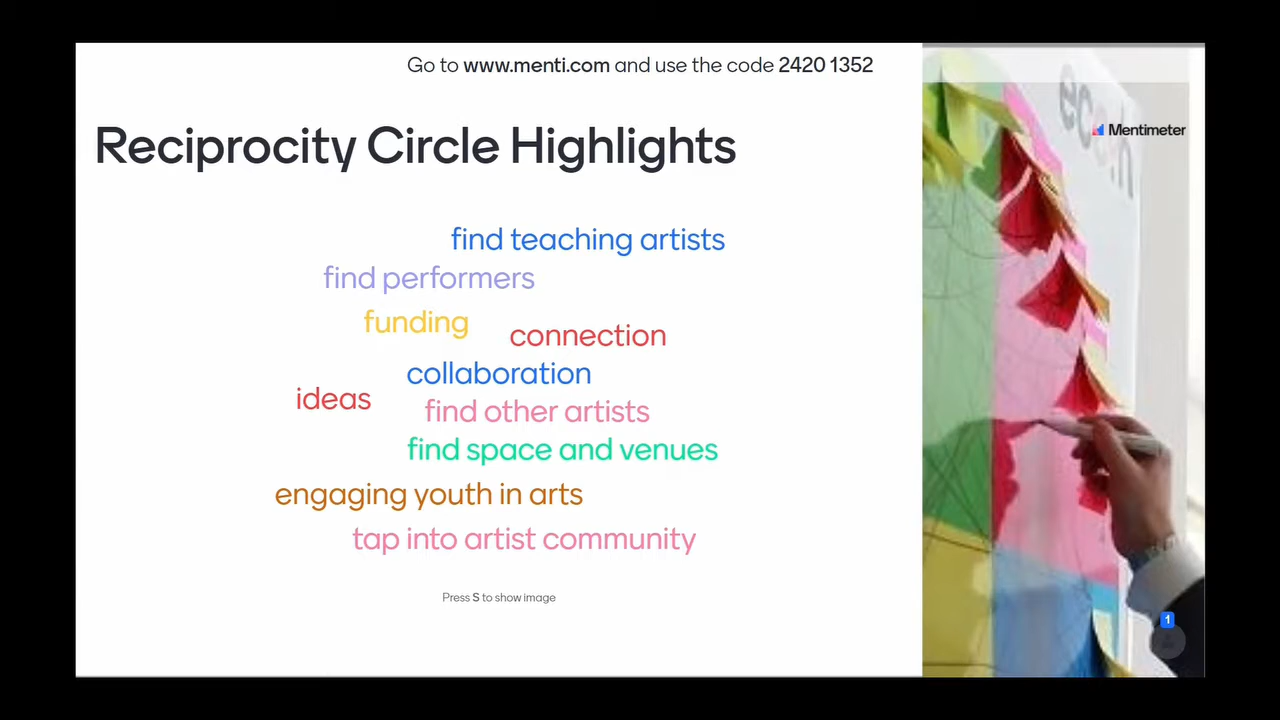 Go to www.menti.com and use the code 2420 1352
Mentimeter
Reciprocity Circle Highlights
find teaching artists
find performers
funding
connection
collaboration
ideas
find other artists
find space and venues
engaging youth in arts
tap into artist community
Press S to show image
1